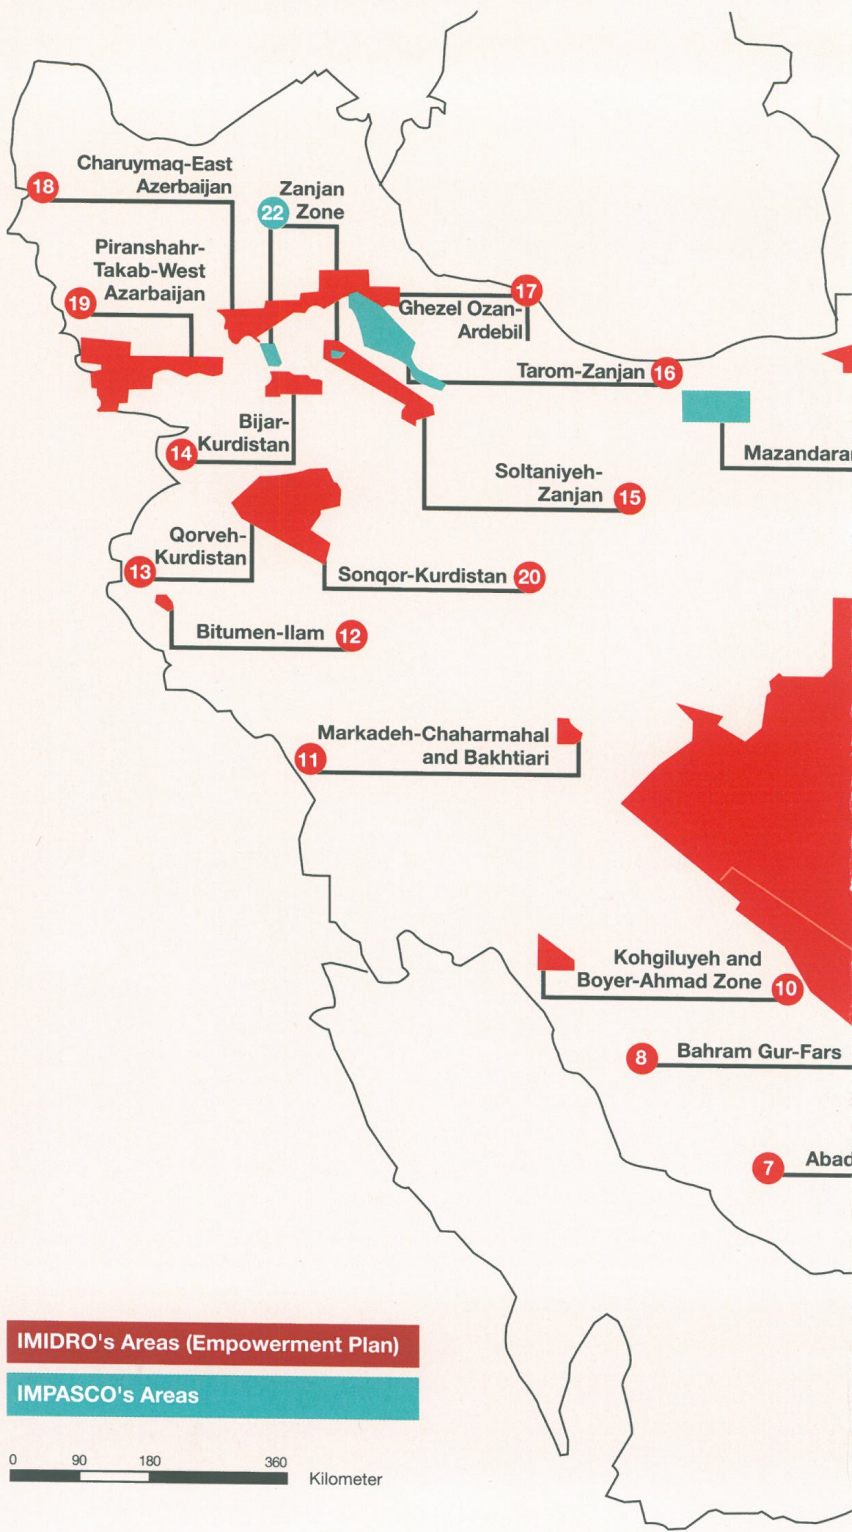 Charuymaq-East
Azerbaijan
18
Zanjan
Zone
22
Piranshahr-
Takab-West
Azarbaijan
19
17
Ghezel Ozan-
Ardebil
Tarom-Zanjan 16
Bijar-
Kurdistan
14
Mazandaran
Soltaniyeh-
Zanjan 15
Qorveh-
Kurdistan
13
Sonqor-Kurdistan 20
Bitumen-Ilam 12
Markadeh-Chaharmahal
and Bakhtiari
11
Kohgiluyeh and
Boyer-Ahmad Zone 10
8 Bahram Gur-Fars
7 Abad
IMIDRO's Areas (Empowerment Plan)
IMPASCO's Areas
0 90 180 360
Kilometer